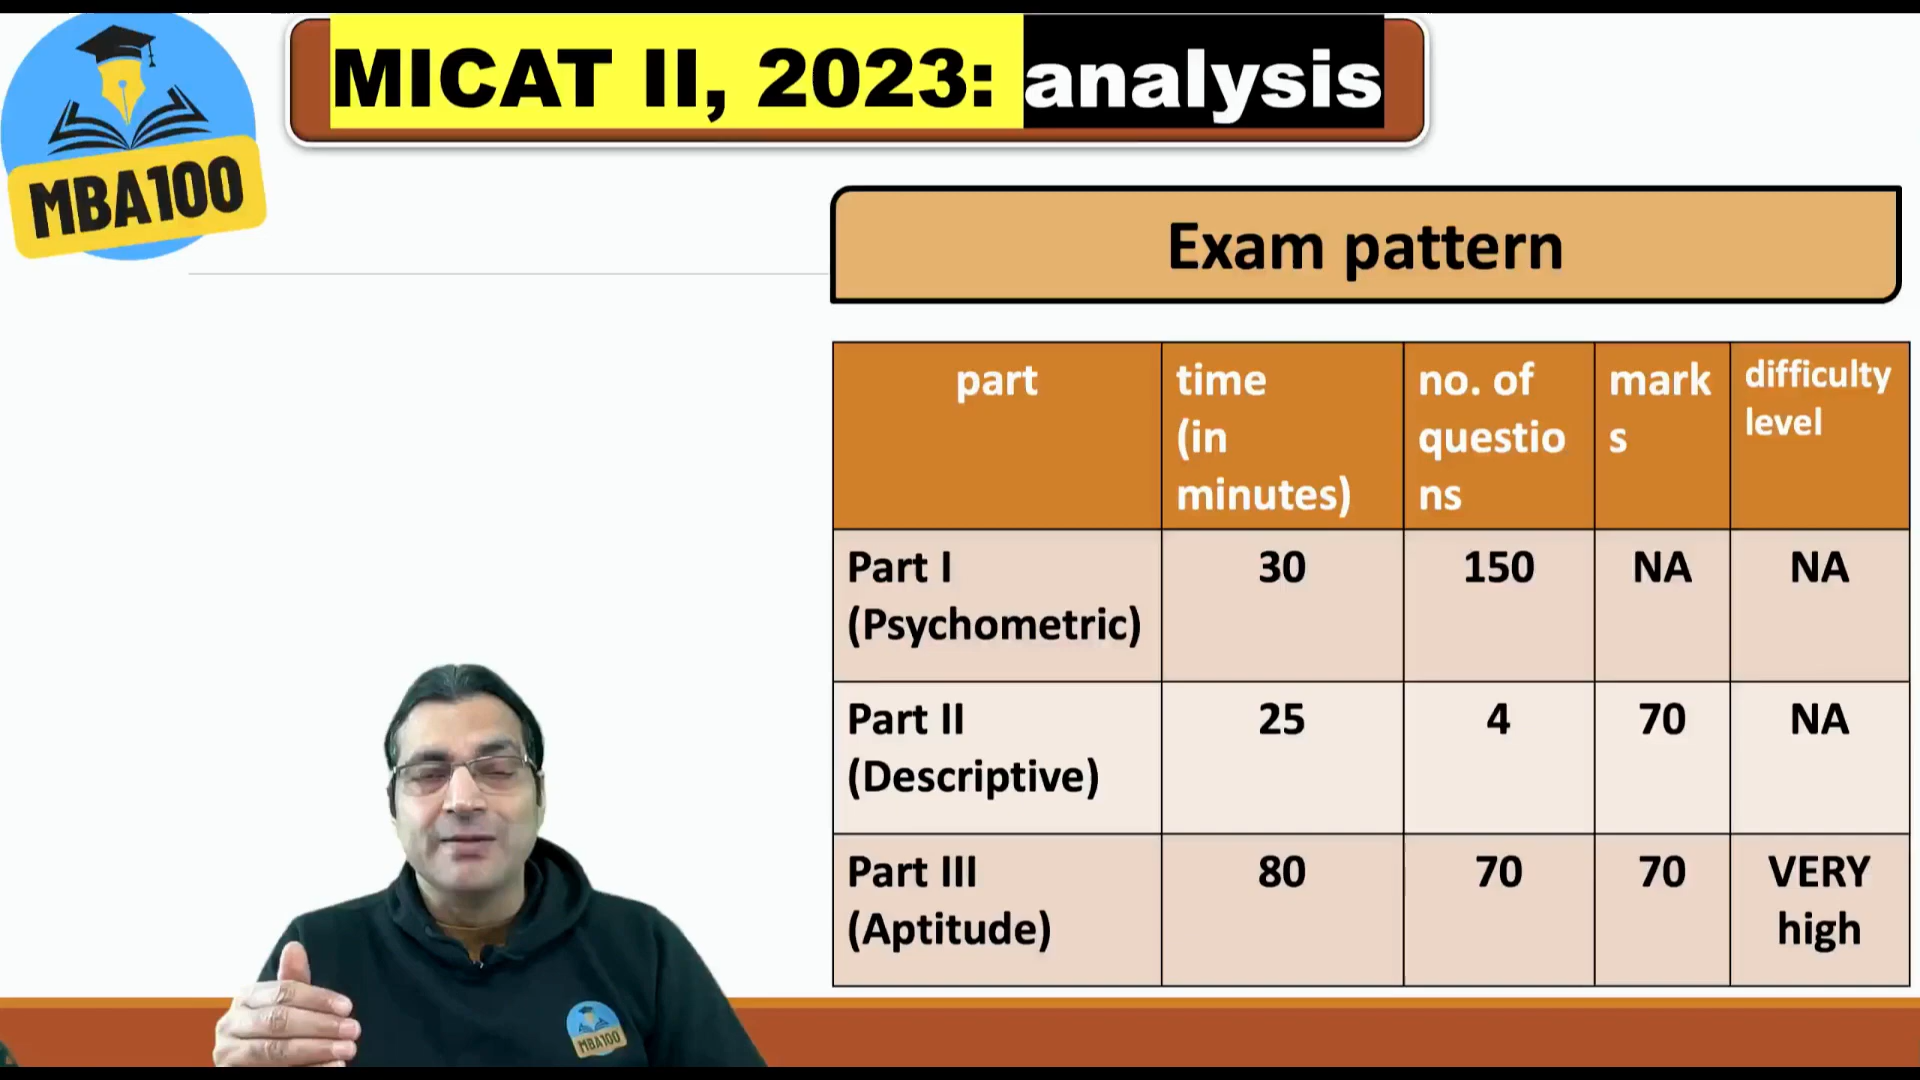 MICAT II, 2023: analysis
MBA100
Exam pattern
part
time
(in
minutes)
no. of
questio
ns
mark
s
difficulty
level
Part I
(Psychometric)
30
150
NA
NA
Part II
(Descriptive)
25
4
70
NA
Part III
(Aptitude)
80
70
70
VERY
high
MBA100